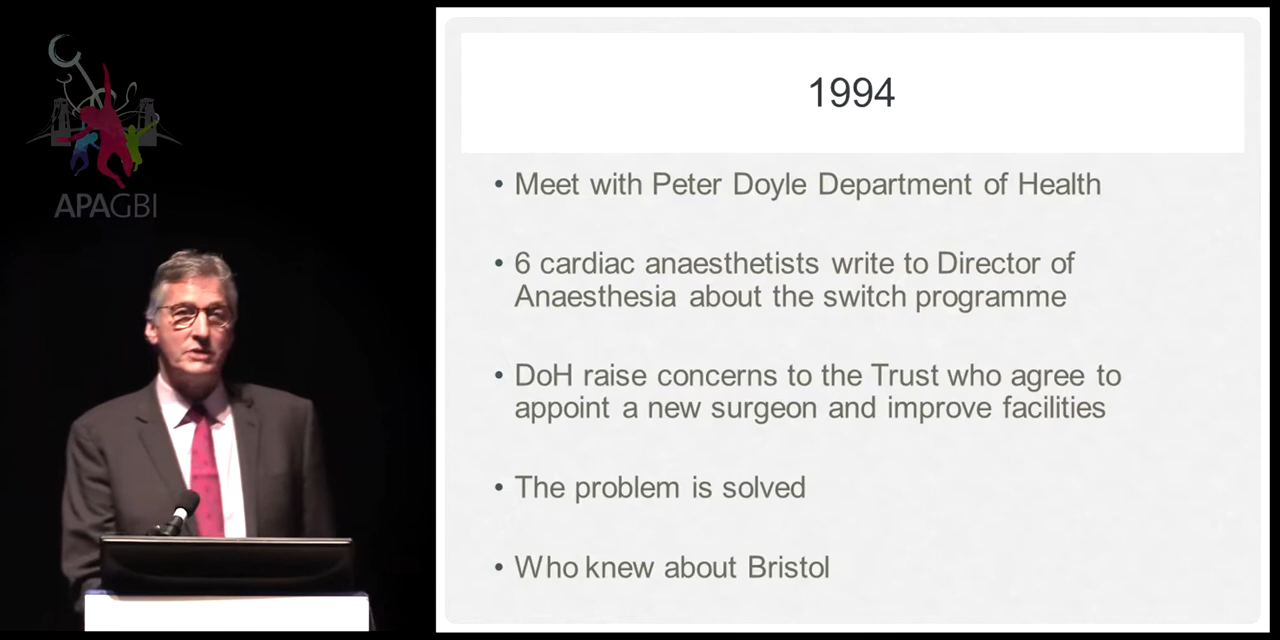 APAGBI
1994
• Meet with Peter Doyle Department of Health
• 6 cardiac anaesthetists write to Director of
Anaesthesia about the switch programme
• DoH raise concerns to the Trust who agree to
appoint a new surgeon and improve facilities
• The problem is solved
• Who knew about Bristol